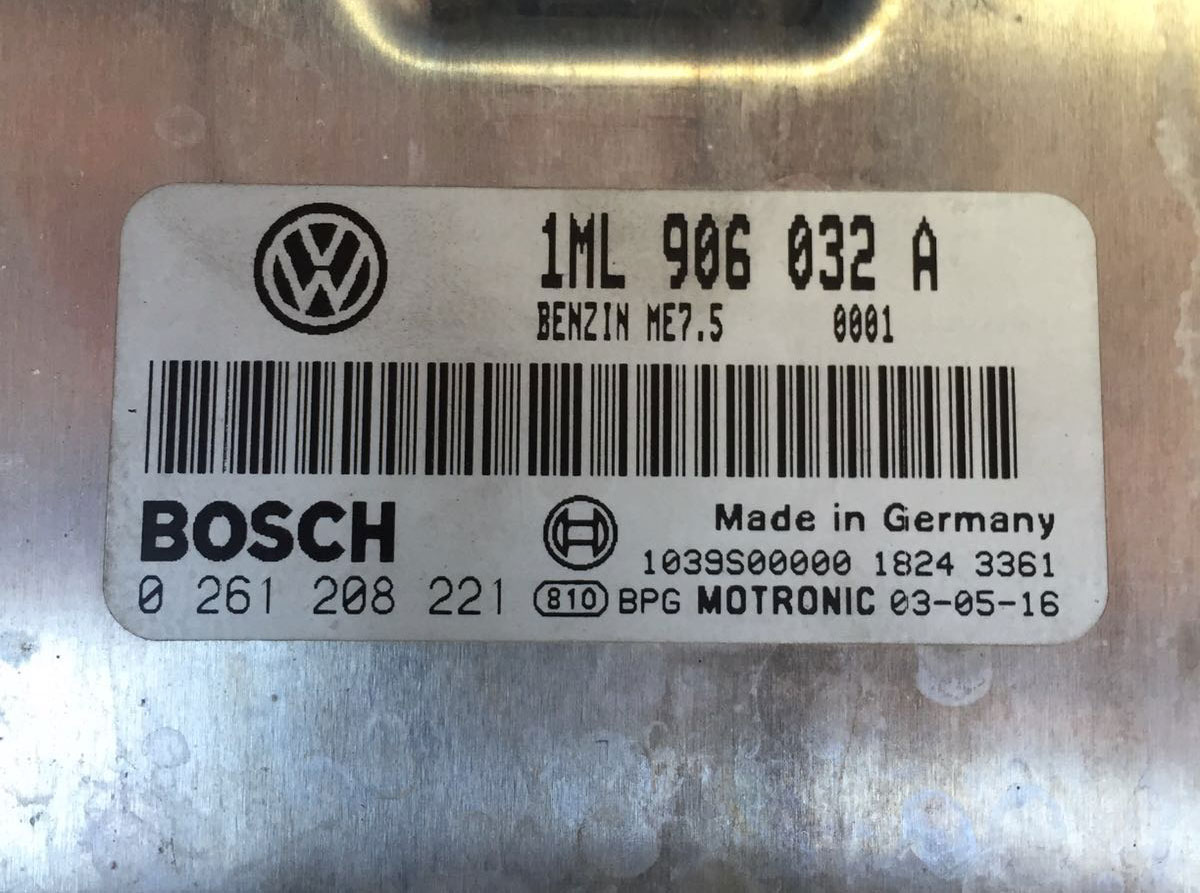 1ML 906 032 A
BENZIN ME7.5 0001
BOSCH
Made in Germany
1039S00000 1824 3361
0 261 208 221 810 BPG MOTRONIC 03-05-16